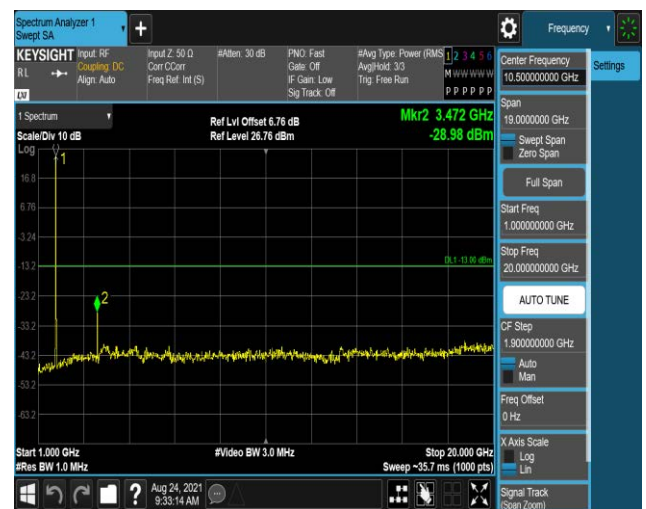 Spectrum Analyzer 1
Swept SA
Frequency
KEYSIGHT
RL
LXI
Input: RF
Coupling: DC
Align: Auto
Input Z: 50 Ω
Corr CCorr
Freq Ref: Int (S)
#Atten: 30 dB
PNO: Fast
Gate: Off
IF Gain: Low
Sig Track: Off
#Avg Type: Power (RMS
Avg|Hold: 3/3
Trig: Free Run
1 2 3 4 5 6
M W W W W W
P P P P P P
Center Frequency
10.500000000 GHz
Settings
Span
19.0000000 GHz
Swept Span
Zero Span
Full Span
Start Freq
1.000000000 GHz
Stop Freq
20.000000000 GHz
AUTO TUNE
CF Step
1.900000000 GHz
Auto
Man
Freq Offset
0 Hz
X Axis Scale
Log
Lin
Signal Track
(Span Zoom)
1 Spectrum
Scale/Div 10 dB
Log
Ref Lvl Offset 6.76 dB
Ref Level 26.76 dBm
Mkr2 3.472 GHz
-28.98 dBm
1
2
16.8
6.76
-3.24
-13.2
-23.2
-33.2
-43.2
-53.2
-63.2
DL1 -13.00 dBm
Start 1.000 GHz
#Res BW 1.0 MHz
#Video BW 3.0 MHz
Stop 20.000 GHz
Sweep ~35.7 ms (1000 pts)
?
Aug 24, 2021
9:33:14 AM